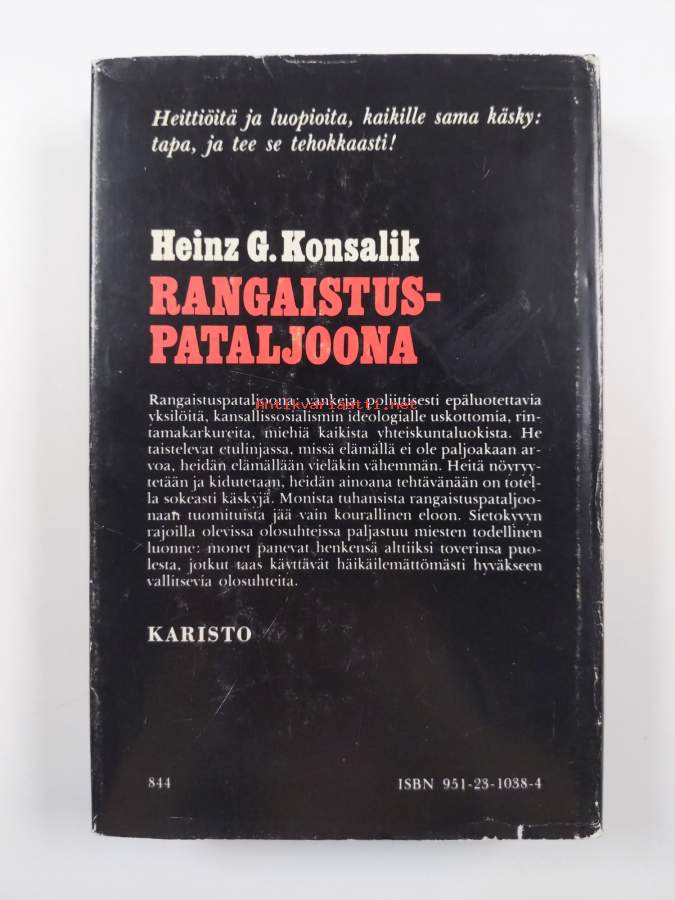 Heittiöitä ja luopioita, kaikille sama käsky:
tapa, ja tee se tehokkaasti!
Heinz G. Konsalik
RANGAISTUS-
PATALJOONA
Rangaistuspataljoona: vankeja, poliittisesti epäluotettavia
antikvariaatti.net
yksilöitä, kansallissosialismin ideologialle uskottomia, rin-
tamakarkureita, miehiä kaikista yhteiskuntaluokista. He
taistelevat etulinjassa, missä elämällä ei ole paljoakaan ar-
voa, heidän elämällään vieläkin vähemmän. Heitä nöyryy-
tetään ja kidutetaan, heidän ainoana tehtävänään on totel-
la sokeasti käskyjä. Monista tuhansista rangaistuspataljoo-
naan tuomituista jää vain kourallinen eloon. Sietokyvyn
rajoilla olevissa olosuhteissa paljastuu miesten todellinen
luonne: monet panevat henkensä alttiiksi toverinsa puo-
lesta, jotkut taas käyttävät häikäilemättömästi hyväkseen
vallitsevia olosuhteita.
KARISTO
844
ISBN 951-23-1038-4